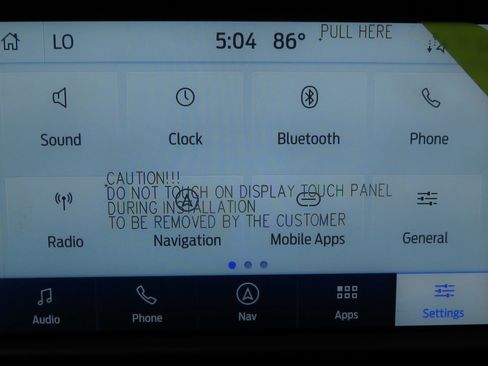 LO 5:04 86° PULL HERE
Sound Clock Bluetooth Phone
CAUTION!!!
DO NOT TOUCH ON DISPLAY TOUCH PANEL
DURING INSTALLATION
TO BE REMOVED BY THE CUSTOMER
Radio Navigation Mobile Apps General
Audio Phone Nav Apps Settings